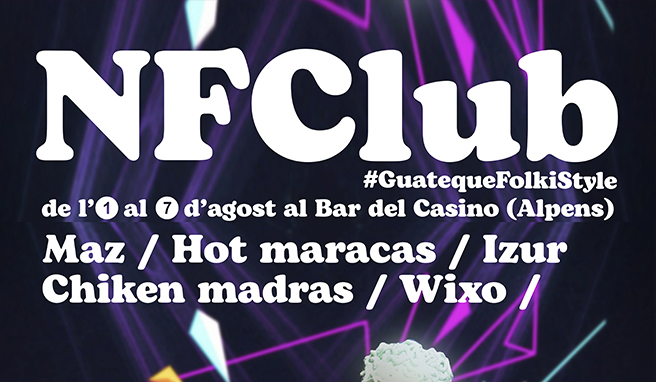 NFClub
#GuatequeFolkiStyle
de l'1 al 7 d'agost al Bar del Casino (Alpens)
Maz / Hot maracas / Izur
Chiken madras / Wixo /